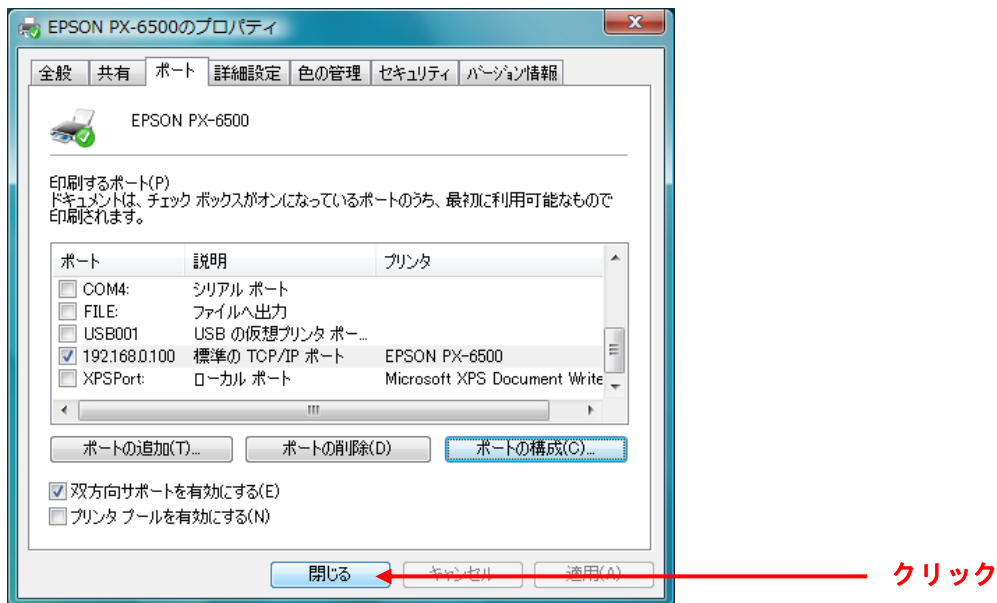 EPSON PX-6500のプロパティ
全般 共有 ポート 詳細設定 色の管理 セキュリティ バージョン情報
EPSON PX-6500
印刷するポート(P)
ドキュメントは、チェック ボックスがオンになっているポートのうち、最初に利用可能なもので
印刷されます。
ポート 説明 プリンタ
COM4: シリアル ポート
FILE: ファイルへ出力
USB001 USB の仮想プリンタ ポー...
192.168.0.100 標準の TCP/IP ポート EPSON PX-6500
XPSPort: ローカル ポート Microsoft XPS Document Write
ポートの追加(T)... ポートの削除(D) ポートの構成(C)...
双方向サポートを有効にする(E)
プリンタ プールを有効にする(N)
閉じる キャンセル 適用(A) クリック